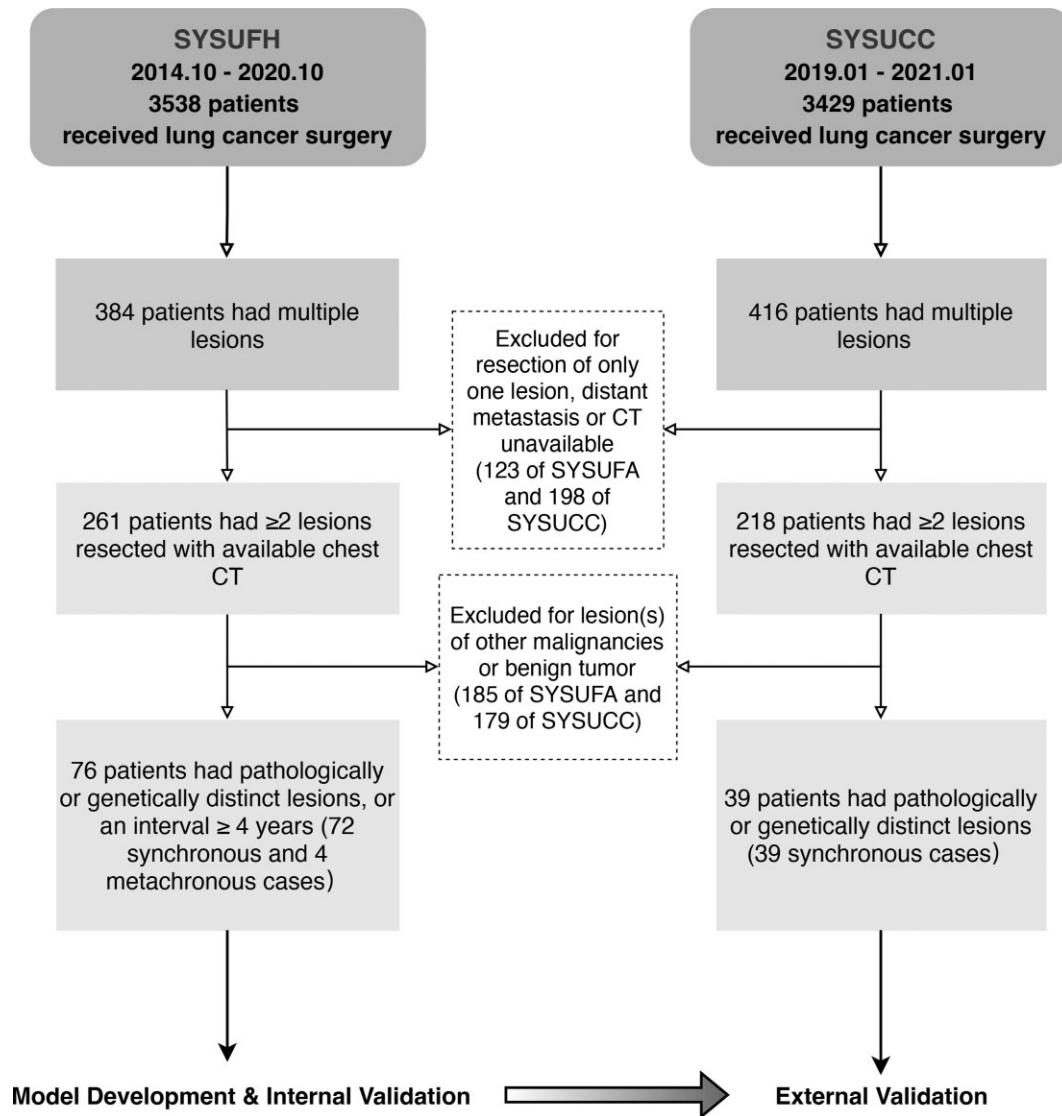 SYSUFH
2014.10 - 2020.10
3538 patients
received lung cancer surgery
SYSUCC
2019.01 - 2021.01
3429 patients
received lung cancer surgery
384 patients had multiple
lesions
416 patients had multiple
lesions
Excluded for
resection of only
one lesion, distant
metastasis or CT
unavailable
(123 of SYSUFA
and 198 of
SYSUCC)
261 patients had ≥2 lesions
resected with available chest
CT
218 patients had ≥2 lesions
resected with available chest
CT
Excluded for lesion(s)
of other malignancies
or benign tumor
(185 of SYSUFA and
179 of SYSUCC)
76 patients had pathologically
or genetically distinct lesions, or
an interval ≥ 4 years (72
synchronous and 4
metachronous cases)
39 patients had pathologically
or genetically distinct lesions
(39 synchronous cases)
Model Development & Internal Validation
External Validation